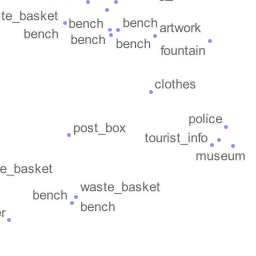 te_basket
bench
bench
bench
bench
bench
artwork
fountain
clothes
post_box
police
tourist_info
museum
e_basket
waste_basket
bench
bench
r